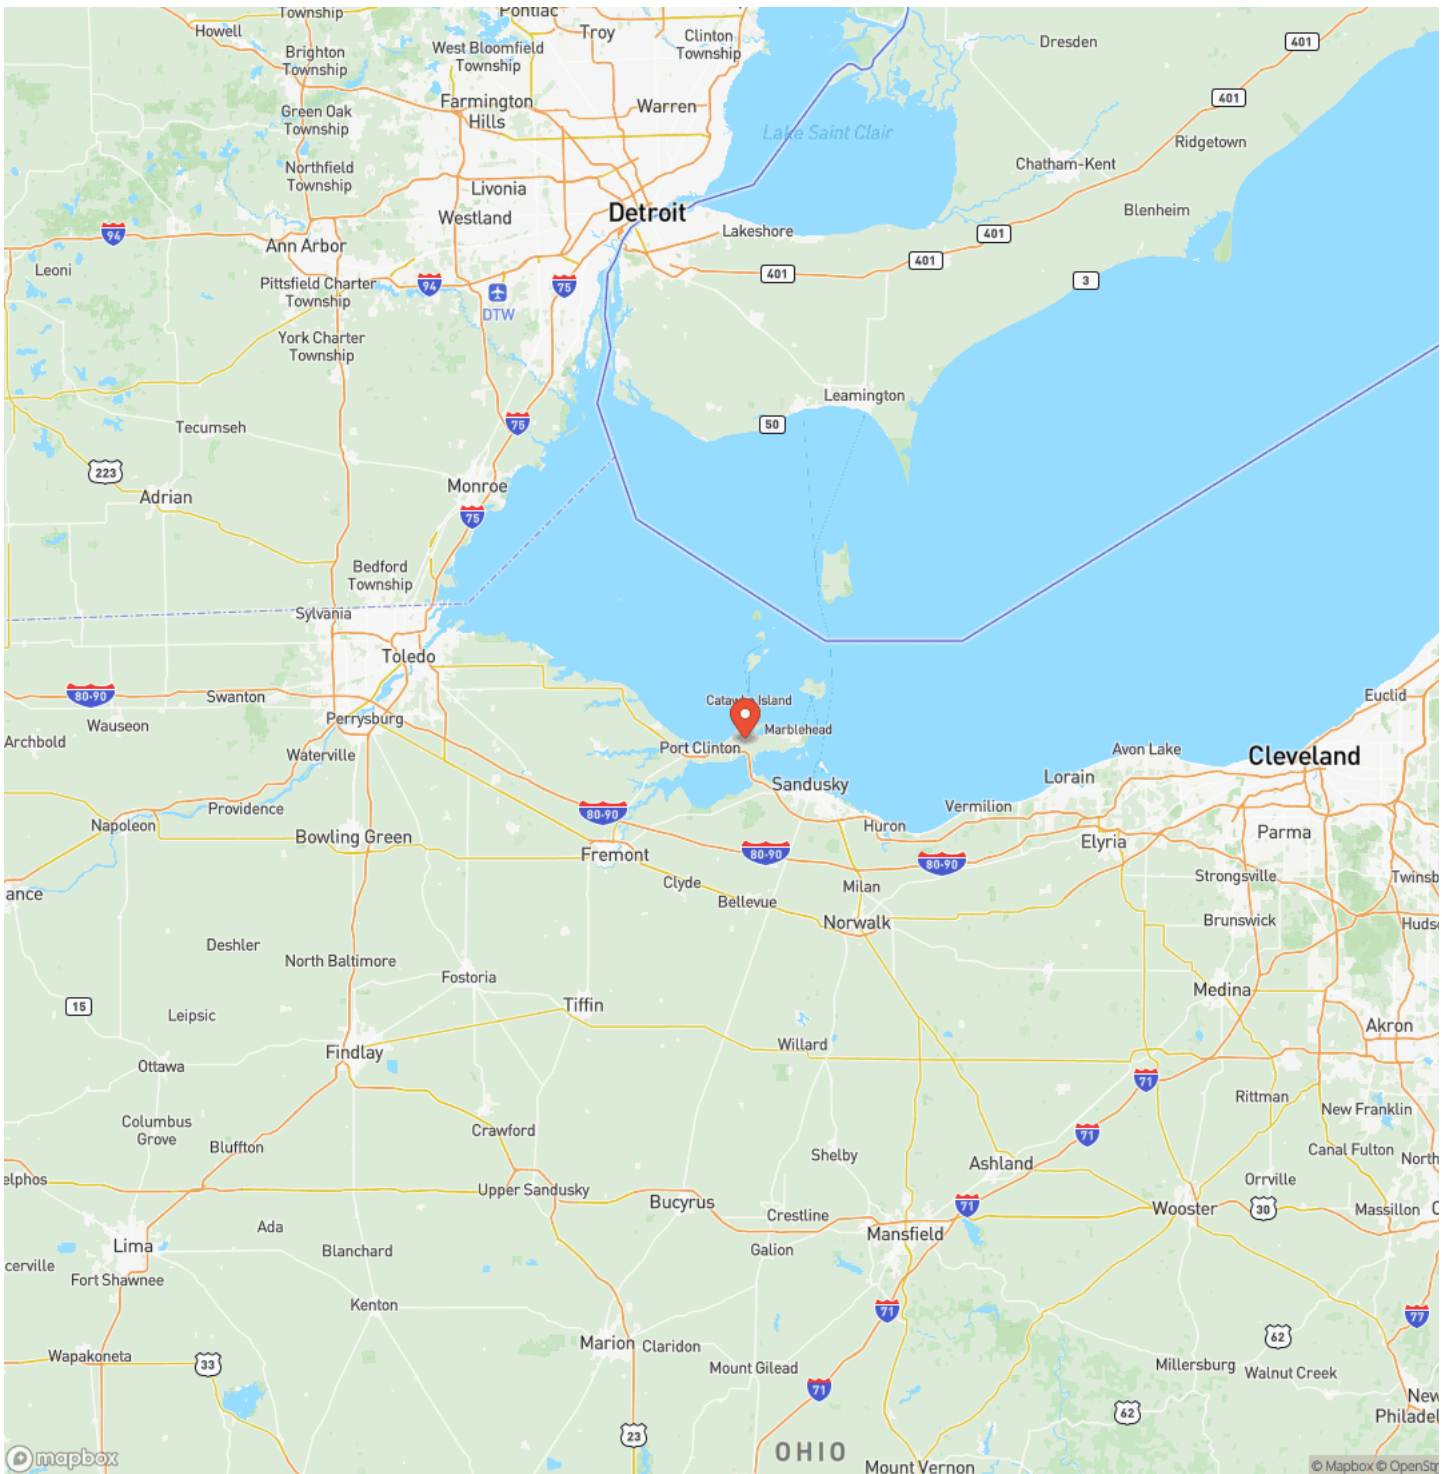 Township
Pontiac
Howell
Troy
Clinton
Township
Dresden
401
West Bloomfield
Township
Brighton
Township
401
Farmington
Hills
Warren
Green Oak
Township
Lake Saint Clair
401
Ridgetown
Chatham-Kent
Northfield
Township
Livonia
Westland
Detroit
Blenheim
94
Ann Arbor
Lakeshore
401
Leoni
401
401
Pittsfield Charter
Township
94
75
3
DTW
York Charter
Township
Leamington
75
50
Tecumseh
223
Monroe
Adrian
75
Bedford
Township
Sylvania
Toledo
80-90
Swanton
Catawba Island
Euclid
Wauseon
Perrysburg
Marblehead
Archbold
Waterville
Port Clinton
Avon Lake
Cleveland
Lorain
Sandusky
Providence
80-90
Vermilion
Napoleon
Bowling Green
Huron
Parma
Elyria
Fremont
80-90
80-90
Strongsville
Twinsb
ance
Clyde
Milan
Bellevue
Norwalk
Brunswick
Hudso
Deshler
North Baltimore
Fostoria
Medina
15
Tiffin
Leipsic
Akron
Findlay
Willard
Ottawa
71
Rittman
New Franklin
Columbus
Grove
Crawford
71
Bluffton
Shelby
Ashland
Canal Fulton
North
elphos
Upper Sandusky
Bucyrus
71
Orrville
Wooster
30
Massillon
C
Crestline
Ada
Mansfield
Lima
Blanchard
Galion
cerville
Fort Shawnee
Kenton
71
77
Marion
Claridon
62
Wapakoneta
33
Mount Gilead
Millersburg
Walnut Creek
71
New
Philadel
62
23
OHIO
mapbox
Mount Vernon
© Mapbox © OpenStr